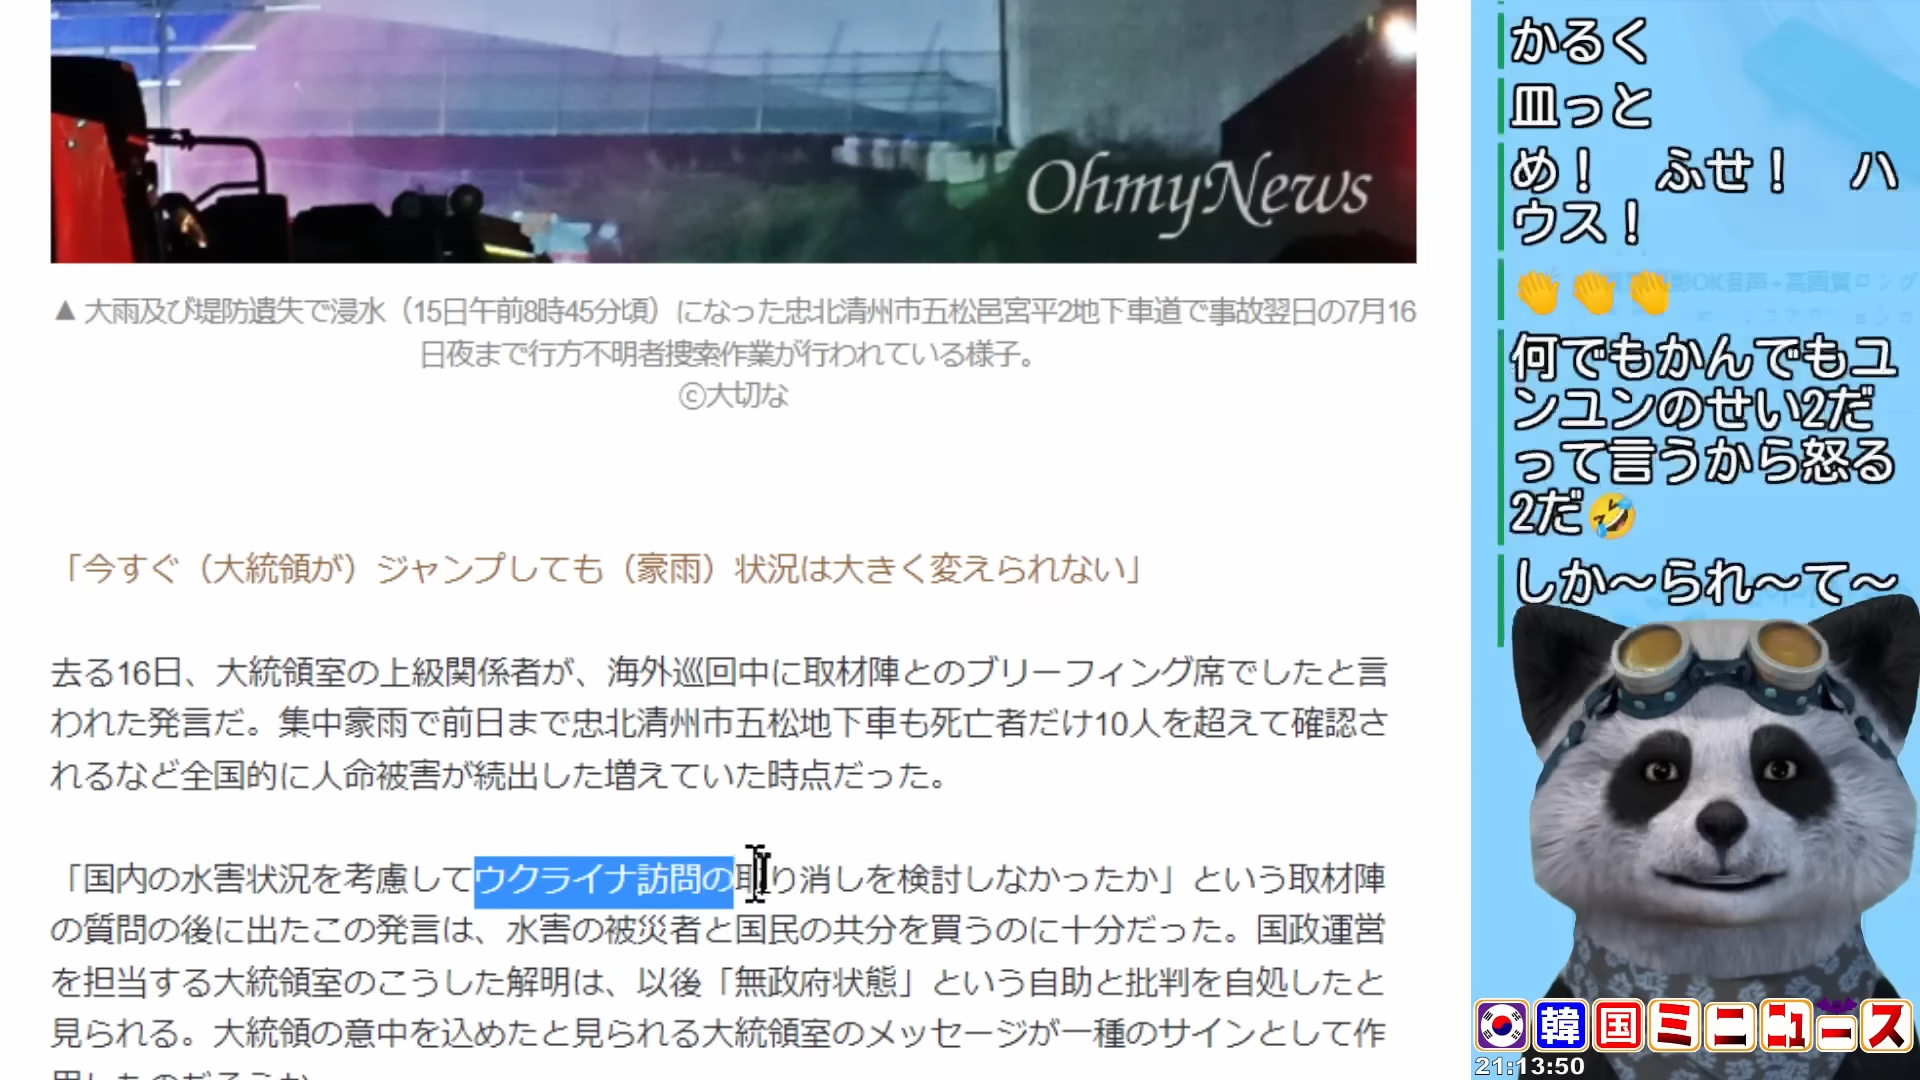 OhmyNews
▲ 大雨及び堤防遺失で浸水（15日午前8時45分頃）になった忠北清州市五松邑宮平2地下車道で事故翌日の7月16
日夜まで行方不明者捜索作業が行われている様子。
©大切な
「今すぐ（大統領が）ジャンプしても（豪雨）状況は大きく変えられない」
去る16日、大統領室の上級関係者が、海外巡回中に取材陣とのブリーフィング席でしたと言
われた発言だ。集中豪雨で前日まで忠北清州市五松地下車も死亡者だけ10人を超えて確認さ
れるなど全国的に人命被害が続出した増えていた時点だった。
「国内の水害状況を考慮してウクライナ訪問の取り消しを検討しなかったか」という取材陣
の質問の後に出たこの発言は、水害の被災者と国民の共分を買うのに十分だった。国政運営
を担当する大統領室のこうした解明は、以後「無政府状態」という自助と批判を自処したと
見られる。大統領の意中を込めたと見られる大統領室のメッセージが一種のサインとして作
かるく
皿っと
め！　ふせ！　ハ
ウス！
👏👏👏
何でもかんでもユ
ンユンのせい2だ
って言うから怒る
2だ🤣
しか～られ～て～
韓国ミニニュース
21:13:50